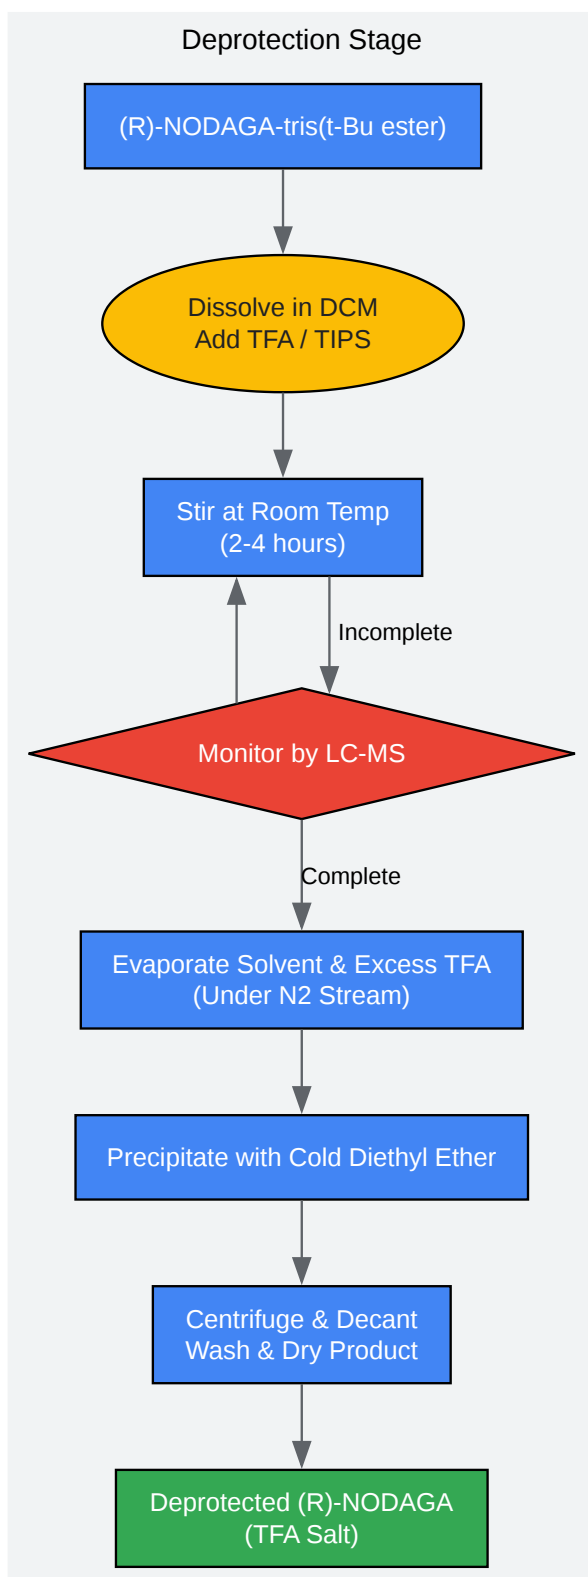 Deprotection Stage
(R)-NODAGA-tris(t-Bu ester)
Dissolve in DCM
Add TFA / TIPS
Stir at Room Temp
(2-4 hours)
Incomplete
Monitor by LC-MS
Complete
Evaporate Solvent & Excess TFA
(Under N2 Stream)
Precipitate with Cold Diethyl Ether
Centrifuge & Decant
Wash & Dry Product
Deprotected (R)-NODAGA
(TFA Salt)